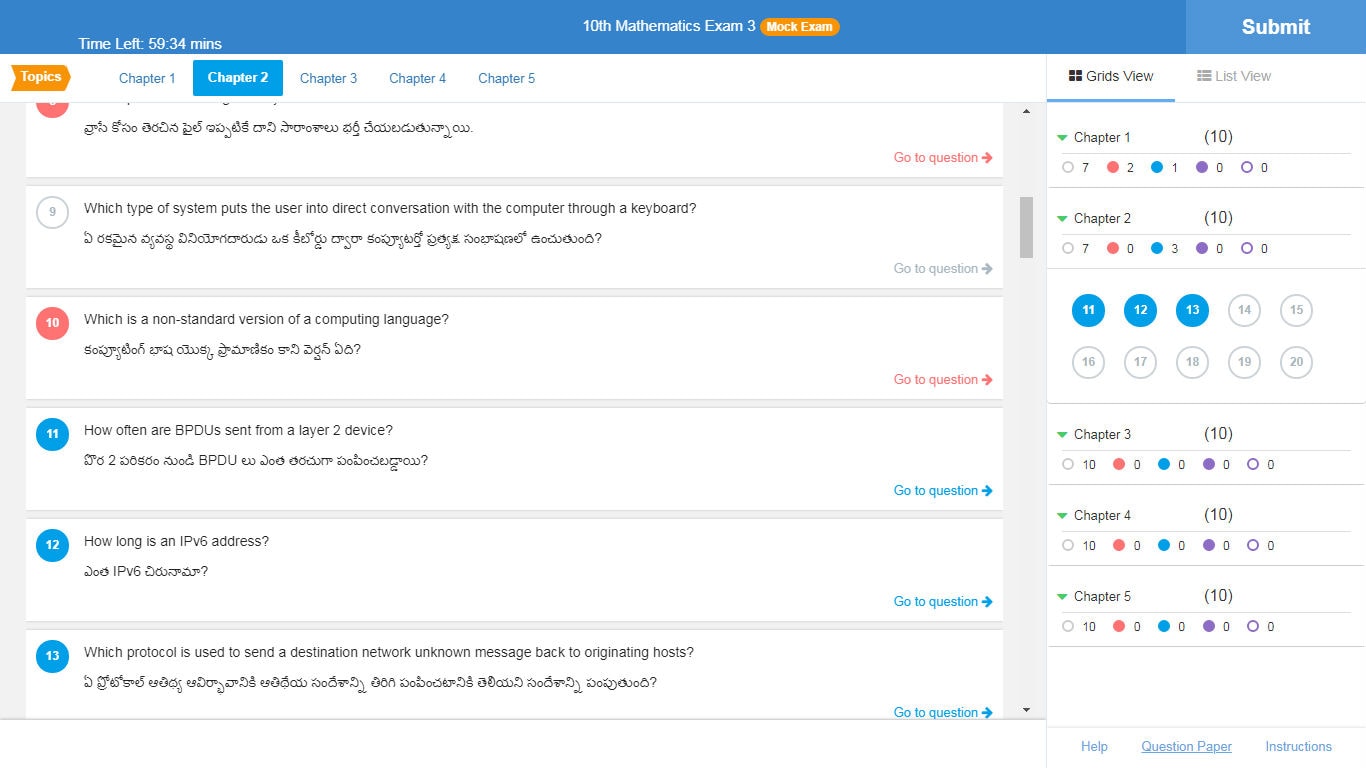 10th Mathematics Exam 3 Mock Exam
Submit
Time Left: 59:34 mins
Topics
Chapter 1
Chapter 2
Chapter 3
Chapter 4
Chapter 5
Grids View
List View
వ్రాసే కోసం తెరచిన ఫైల్ ఇప్పటికే దాని సారాంశాలు భర్తీ చేయబడుతున్నాయి.
Go to question
9 Which type of system puts the user into direct conversation with the computer through a keyboard?
ఏ రకమైన వ్యవస్థ వినియోగదారుడు ఒక కీబోర్డు ద్వారా కంప్యూటర్తో ప్రత్యక్ష సంభాషణలో ఉంచుతుంది?
Go to question
10 Which is a non-standard version of a computing language?
కంప్యూటింగ్ భాష యొక్క ప్రామాణికం కాని వెర్షన్ ఏది?
Go to question
11 How often are BPDUs sent from a layer 2 device?
పొర 2 పరికరం నుండి BPDU లు ఎంత తరచుగా పంపించబడ్డాయి?
Go to question
12 How long is an IPv6 address?
ఎంత IPv6 చిరునామా?
Go to question
13 Which protocol is used to send a destination network unknown message back to originating hosts?
ఏ ప్రోటోకాల్ ఆతిథ్య ఆవిర్భావానికి ఆతిథేయ సందేశాన్ని తిరిగి పంపించటానికి తెలియని సందేశాన్ని పంపుతుంది?
Go to question
Chapter 1 (10)
7 2 1 0 0
Chapter 2 (10)
7 0 3 0 0
11 12 13 14 15
16 17 18 19 20
Chapter 3 (10)
10 0 0 0 0
Chapter 4 (10)
10 0 0 0 0
Chapter 5 (10)
10 0 0 0 0
Help
Question Paper
Instructions